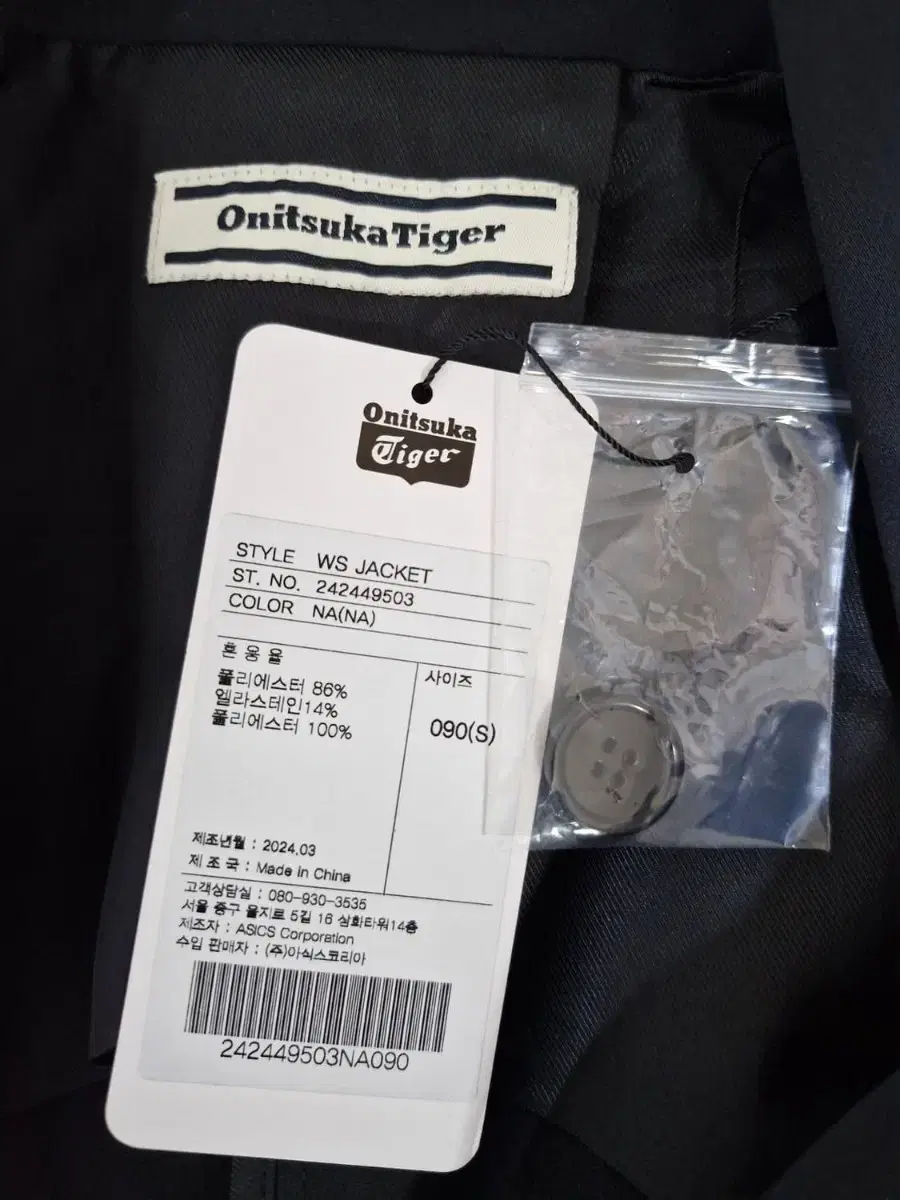 OnitsukaTiger
Onitsuka
Tiger
STYLE WS JACKET
ST. NO. 242449503
COLOR NA(NA)
혼 용 율
폴리에스터 86%
엘라스테인14%
폴리에스터 100%
사이즈
090(S)
제조년월 : 2024.03
제 조 국 : Made in China
고객상담실 : 080-930-3535
서울 중구 을지로 5길 16 삼화타워14층
제조자 : ASICS Corporation
수입 판매자 : (주)아식스코리아
242449503NA090